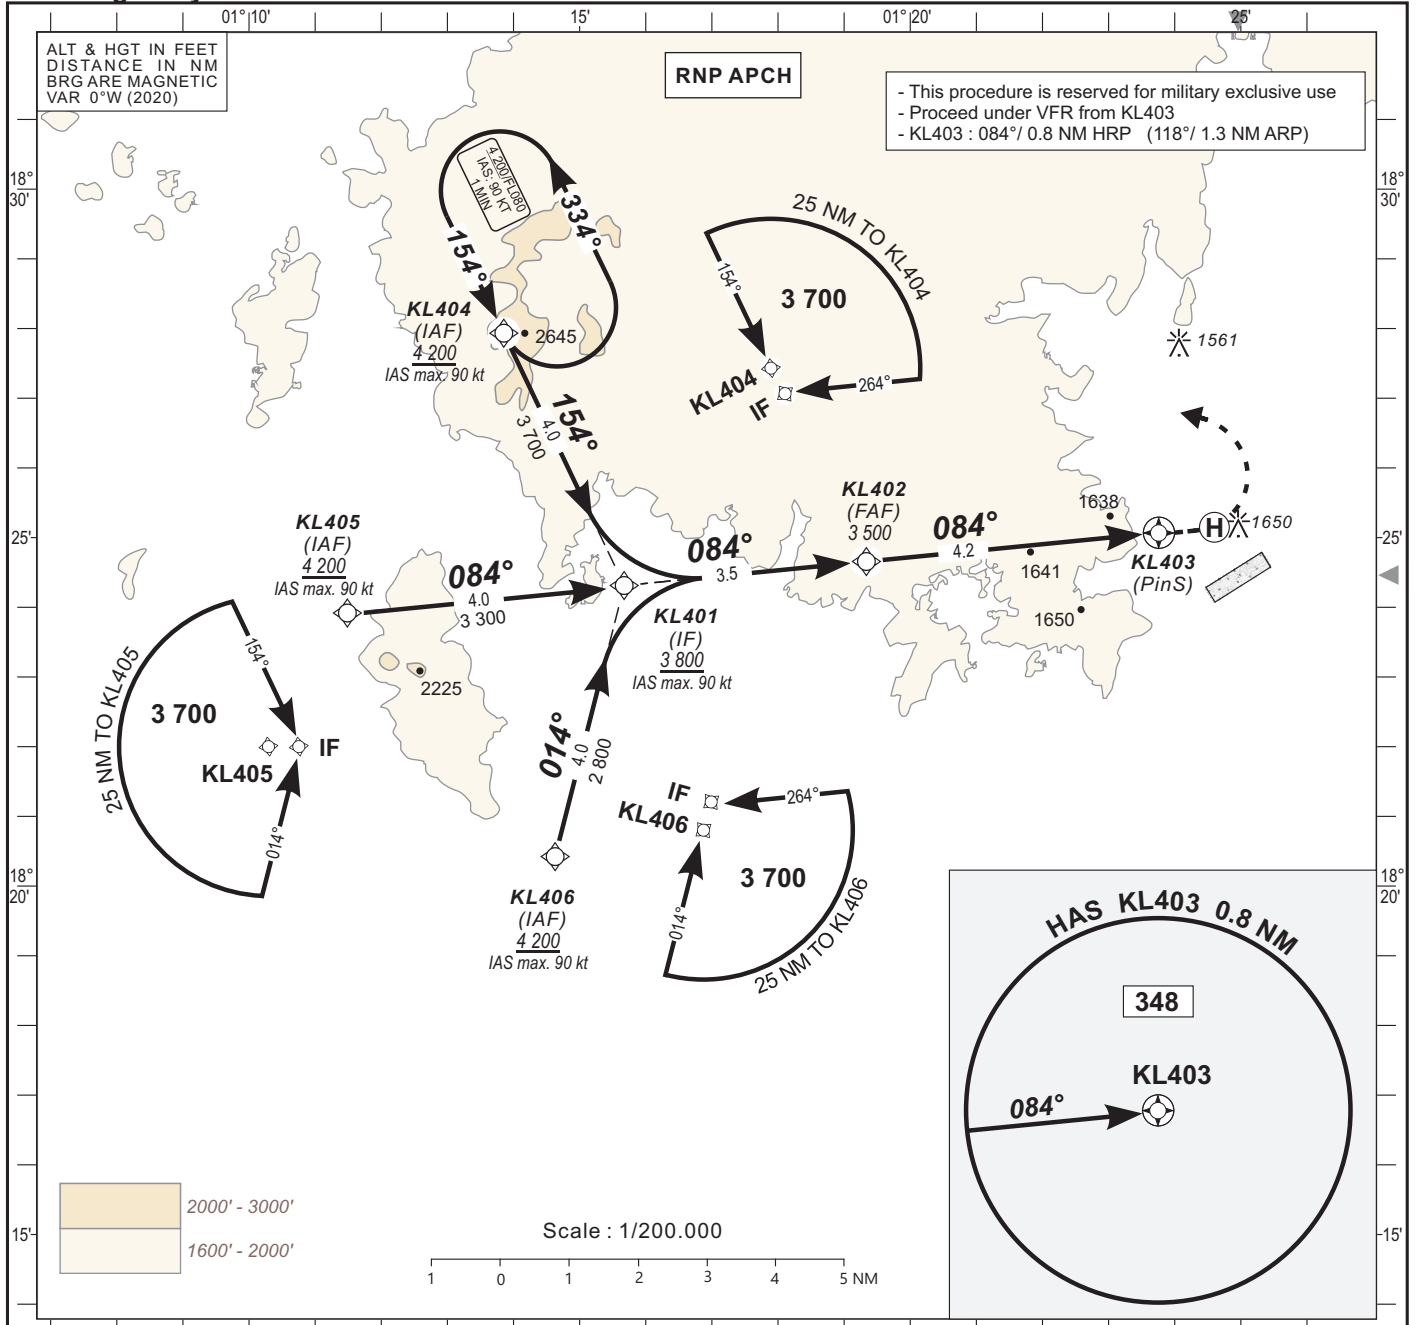 01° 10'
15'
01° 20'
25'
ALT & HGT IN FEET
DISTANCE IN NM
BRG ARE MAGNETIC
VAR 0°W (2020)
RNP APCH
- This procedure is reserved for military exclusive use
- Proceed under VFR from KL403
- KL403 : 084°/ 0.8 NM HRP (118°/ 1.3 NM ARP)
18°
30'
18°
30'
4 200/FL080
IAS: 90 KT
1 MIN
334°
154°
25 NM TO KL404
154°
3 700
KL404
IF
264°
KL404
(IAF)
4 200
IAS max. 90 kt
2645
1561
154°
4.0
3 700
KL402
(FAF)
3 500
1638
KL405
(IAF)
4 200
IAS max. 90 kt
084°
4.0
3 300
084°
3.5
084°
4.2
H
1650
25'
25'
1641
KL403
(PinS)
1650
KL401
(IF)
3 800
IAS max. 90 kt
2225
25 NM TO KL405
154°
3 700
IF
KL405
014°
014°
4.0
2 800
IF
KL406
264°
3 700
014°
25 NM TO KL406
KL406
(IAF)
4 200
IAS max. 90 kt
18°
20'
18°
20'
HAS KL403 0.8 NM
348
KL403
084°
2000' - 3000'
1600' - 2000'
15'
15'
Scale : 1/200.000
1 0 1 2 3 4 5 NM